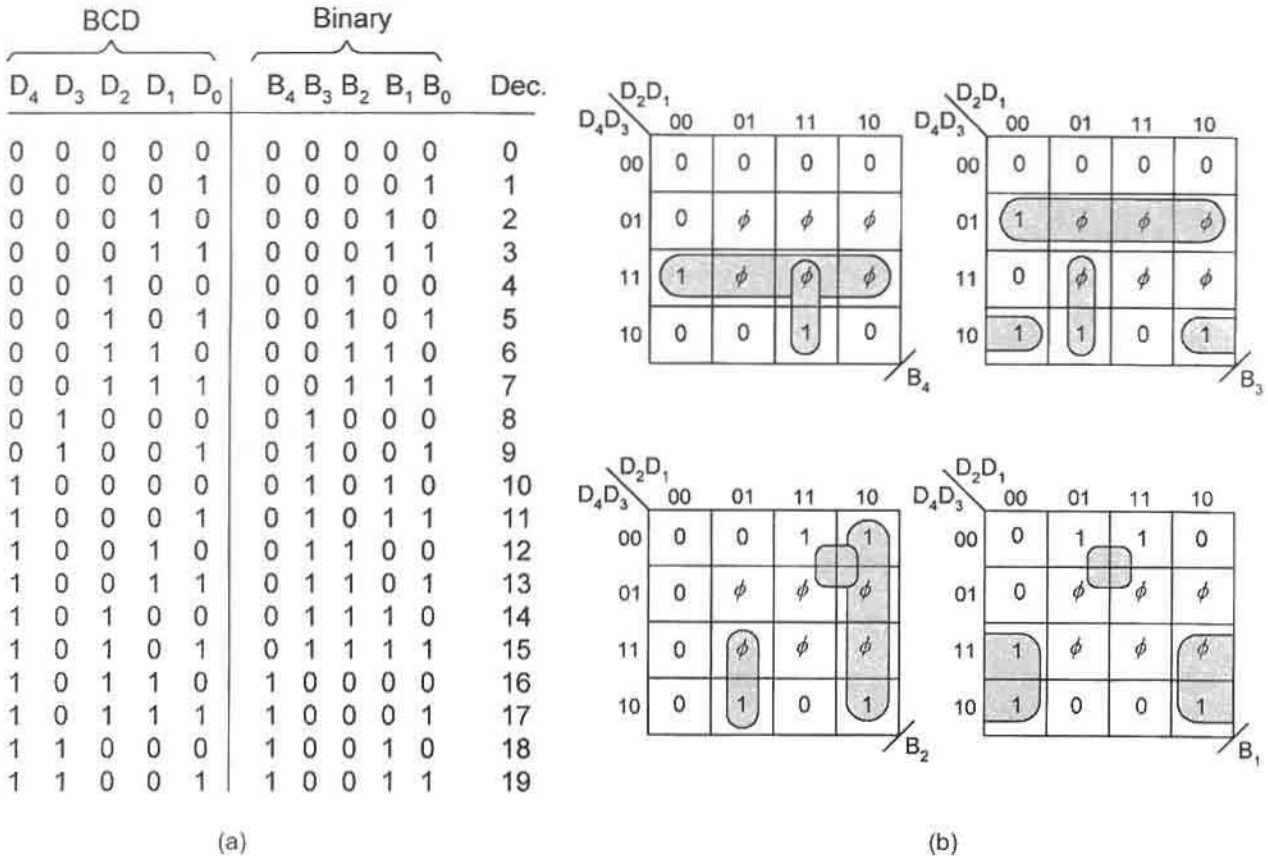 BCD Binary
D4 D3 D2 D1 D0 B4 B3 B2 B1 B0 Dec.
0 0 0 0 0 0 0 0 0 0 0
0 0 0 0 1 0 0 0 0 1 1
0 0 0 1 0 0 0 0 1 0 2
0 0 0 1 1 0 0 0 1 1 3
0 0 1 0 0 0 0 1 0 0 4
0 0 1 0 1 0 0 1 0 1 5
0 0 1 1 0 0 0 1 1 0 6
0 0 1 1 1 0 0 1 1 1 7
0 1 0 0 0 0 1 0 0 0 8
0 1 0 0 1 0 1 0 0 1 9
1 0 0 0 0 0 1 0 1 0 10
1 0 0 0 1 0 1 0 1 1 11
1 0 0 1 0 0 1 1 0 0 12
1 0 0 1 1 0 1 1 0 1 13
1 0 1 0 0 0 1 1 1 0 14
1 0 1 0 1 0 1 1 1 1 15
1 0 1 1 0 1 0 0 0 0 16
1 0 1 1 1 1 0 0 0 1 17
1 1 0 0 0 1 0 0 1 0 18
1 1 0 0 1 1 0 0 1 1 19
(a)
D2D1
D4D3 00 01 11 10
00 0 0 0 0
01 0 ϕ ϕ ϕ
11 1 ϕ ϕ ϕ
10 0 0 1 0
B4
D2D1
D4D3 00 01 11 10
00 0 0 0 0
01 1 ϕ ϕ ϕ
11 0 ϕ ϕ ϕ
10 1 1 0 1
B3
D2D1
D4D3 00 01 11 10
00 0 0 1 1
01 0 ϕ ϕ ϕ
11 0 ϕ ϕ ϕ
10 0 1 0 1
B2
D2D1
D4D3 00 01 11 10
00 0 1 1 0
01 0 ϕ ϕ ϕ
11 1 ϕ ϕ ϕ
10 1 0 0 1
B1
(b)